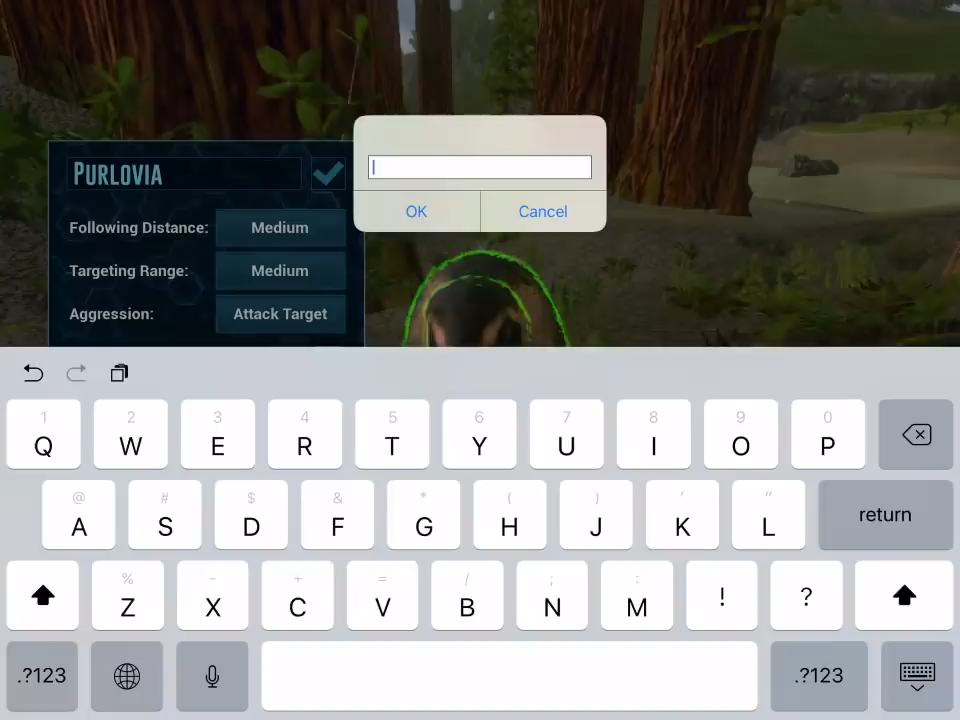 PURLOVIA
Following Distance: Medium
Targeting Range: Medium
Aggression: Attack Target
OK Cancel
1 2 3 4 5 6 7 8 9 0
Q W E R T Y U I O P
@ # $ & * ( ) ' "
A S D F G H J K L return
% - + = / ; :
Z X C V B N M ! ?
.?123 .?123